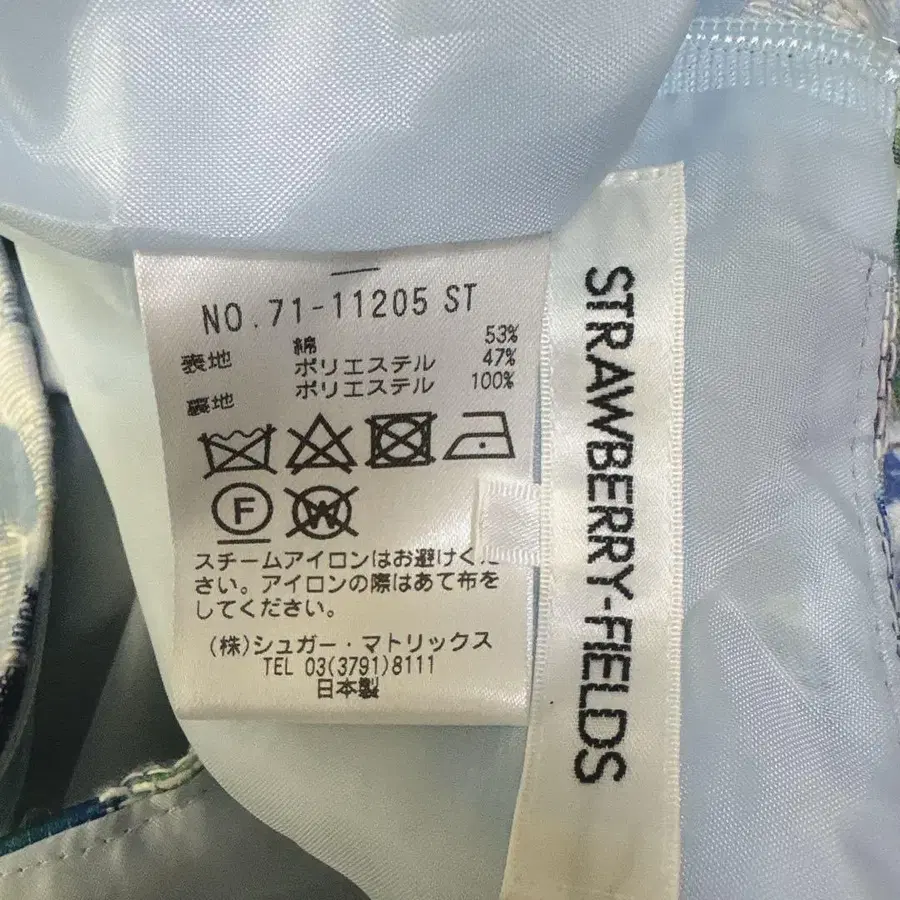 NO.71-11205 ST
表地 綿 53%
ポリエステル 47%
裏地 ポリエステル 100%
F
W
スチームアイロンはお避けくだ
さい。アイロンの際はあて布を
してください。
(株)シュガー・マトリックス
TEL 03(3791)8111
日本製
STRAWBERRY-FIELDS